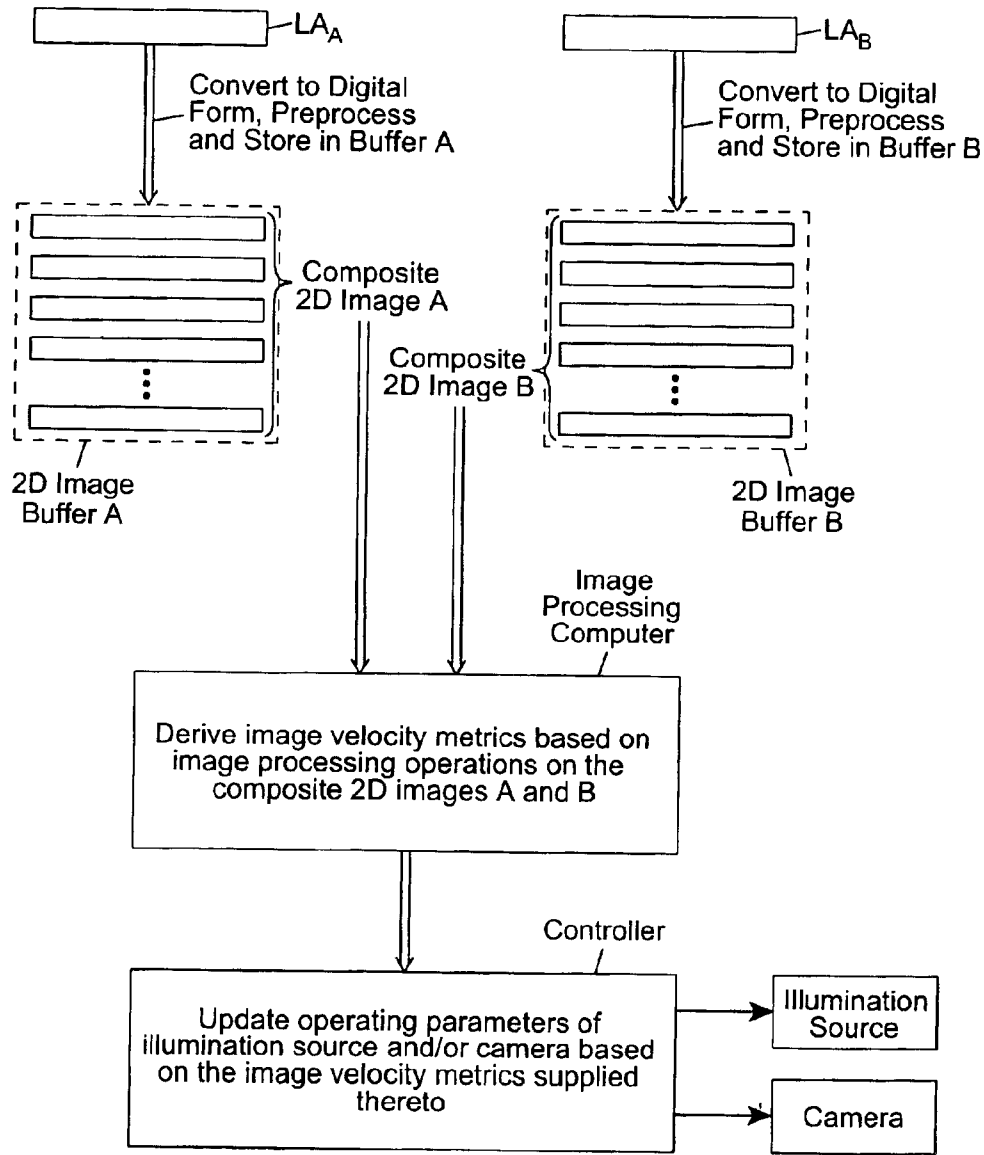 LA_A
LA_B
Convert to Digital
Form, Preprocess
and Store in Buffer A
Convert to Digital
Form, Preprocess
and Store in Buffer B
Composite
2D Image A
Composite
2D Image B
2D Image
Buffer A
2D Image
Buffer B
Image
Processing
Computer
Derive image velocity metrics based on
image processing operations on the
composite 2D images A and B
Controller
Update operating parameters of
illumination source and/or camera based
on the image velocity metrics supplied
thereto
Illumination
Source
Camera